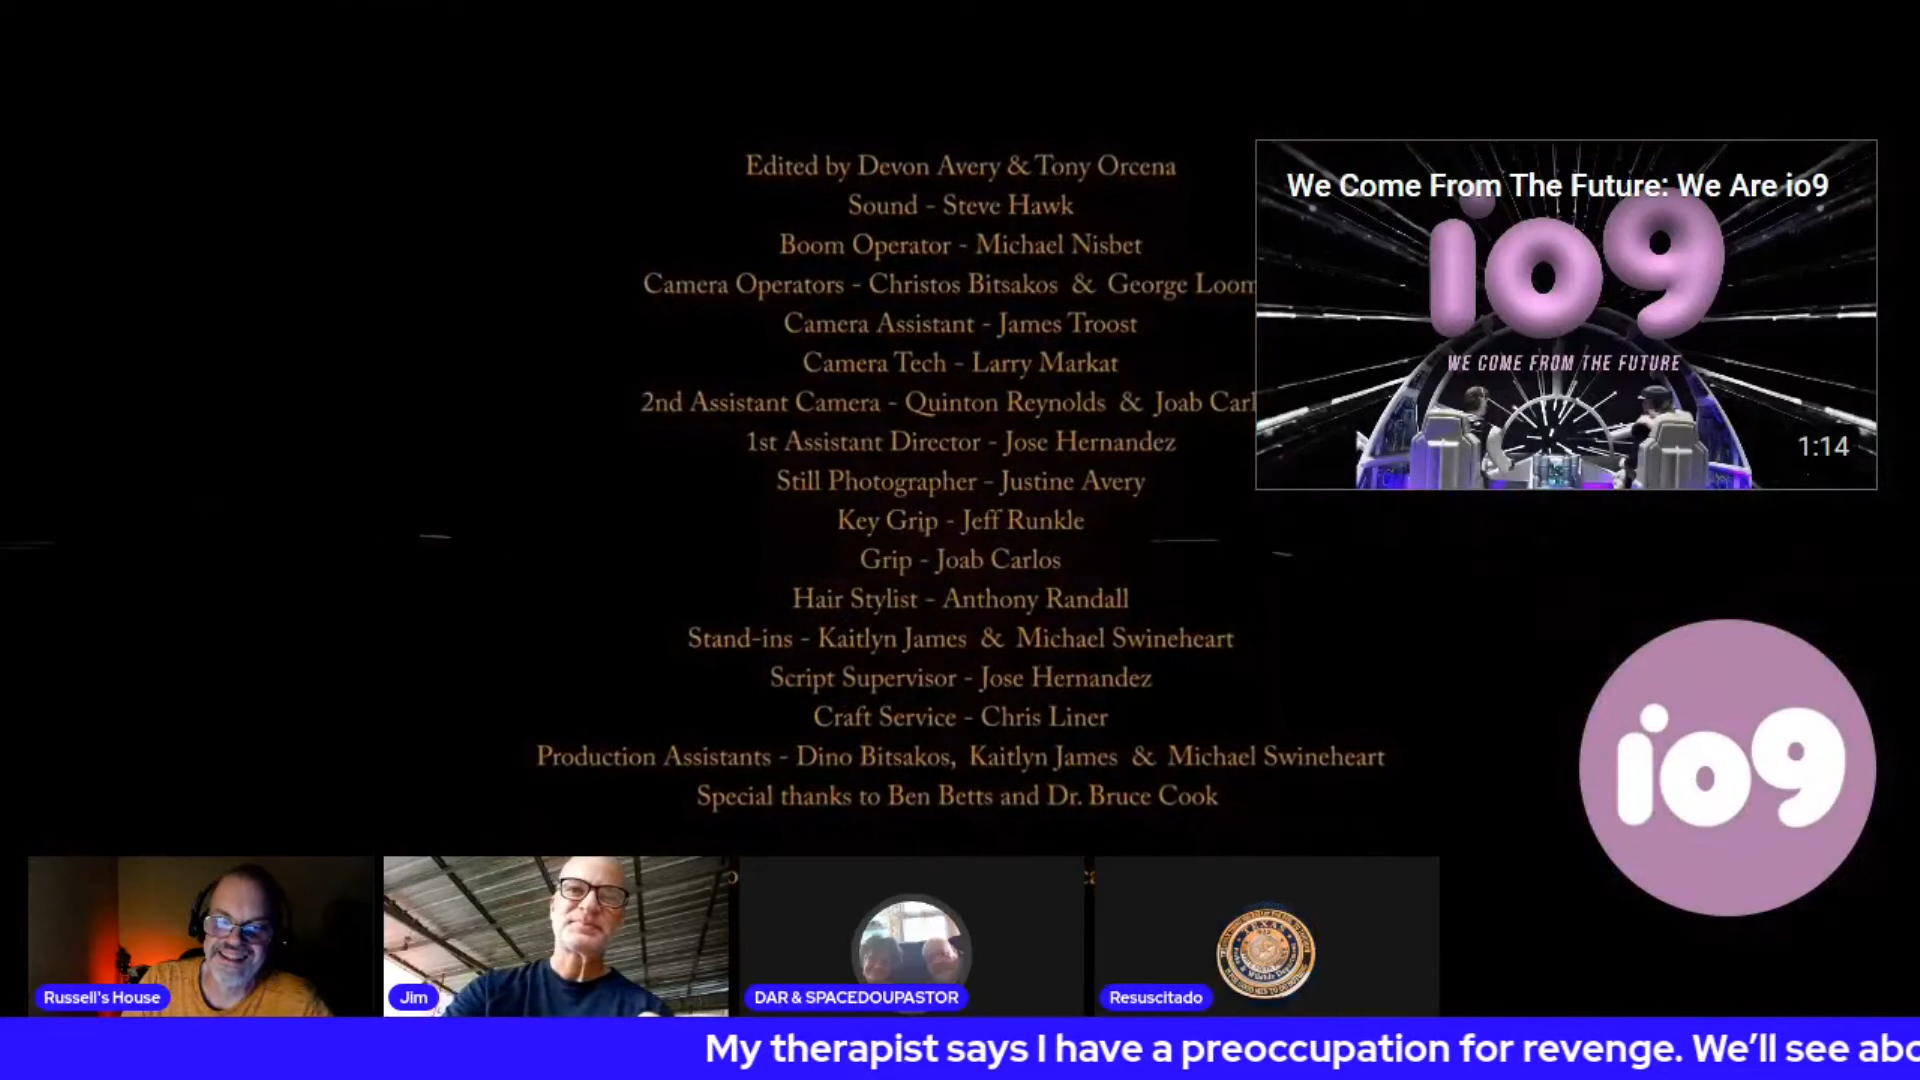 Edited by Devon Avery & Tony Orcena
Sound - Steve Hawk
Boom Operator - Michael Nisbet
Camera Operators - Christos Bitsakos & George Loom
Camera Assistant - James Troost
Camera Tech - Larry Markat
2nd Assistant Camera - Quinton Reynolds & Joab Carl
1st Assistant Director - Jose Hernandez
Still Photographer - Justine Avery
Key Grip - Jeff Runkle
Grip - Joab Carlos
Hair Stylist - Anthony Randall
Stand-ins - Kaitlyn James & Michael Swineheart
Script Supervisor - Jose Hernandez
Craft Service - Chris Liner
Production Assistants - Dino Bitsakos, Kaitlyn James & Michael Swineheart
Special thanks to Ben Betts and Dr. Bruce Cook
We Come From The Future: We Are io9
io9
WE COME FROM THE FUTURE
1:14
io9
Russell's House
Jim
DAR & SPACEDOUPASTOR
TEXAS
Resuscitado
My therapist says I have a preoccupation for revenge. We’ll see abo